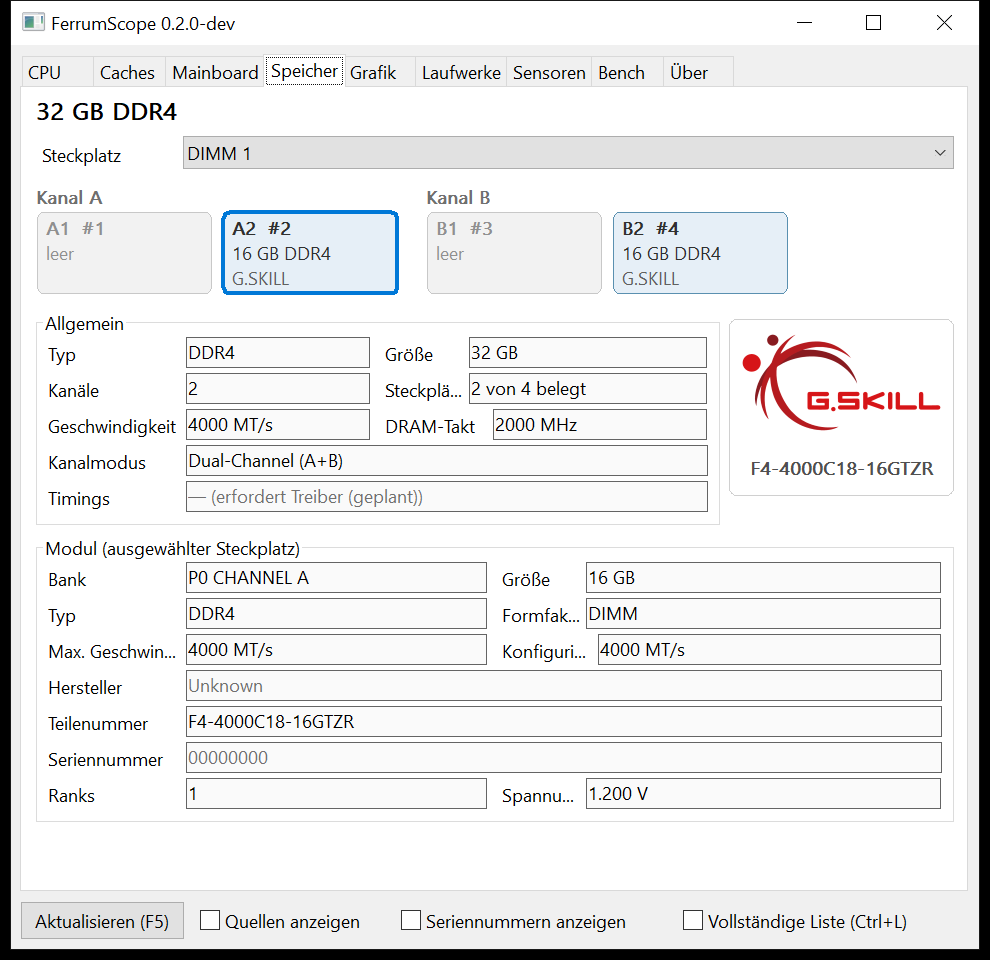 FerrumScope 0.2.0-dev
CPU Caches Mainboard Speicher Grafik Laufwerke Sensoren Bench Über
32 GB DDR4
Steckplatz DIMM 1
Kanal A Kanal B
A1 #1 A2 #2 B1 #3 B2 #4
leer 16 GB DDR4 leer 16 GB DDR4
G.SKILL G.SKILL
Allgemein
Typ DDR4 Größe 32 GB
Kanäle 2 Steckplä... 2 von 4 belegt
Geschwindigkeit 4000 MT/s DRAM-Takt 2000 MHz
Kanalmodus Dual-Channel (A+B)
Timings — (erfordert Treiber (geplant))
G.SKILL
F4-4000C18-16GTZR
Modul (ausgewählter Steckplatz)
Bank P0 CHANNEL A Größe 16 GB
Typ DDR4 Formfak... DIMM
Max. Geschwin... 4000 MT/s Konfiguri... 4000 MT/s
Hersteller Unknown
Teilenummer F4-4000C18-16GTZR
Seriennummer 00000000
Ranks 1 Spannu... 1.200 V
Aktualisieren (F5) Quellen anzeigen Seriennummern anzeigen Vollständige Liste (Ctrl+L)